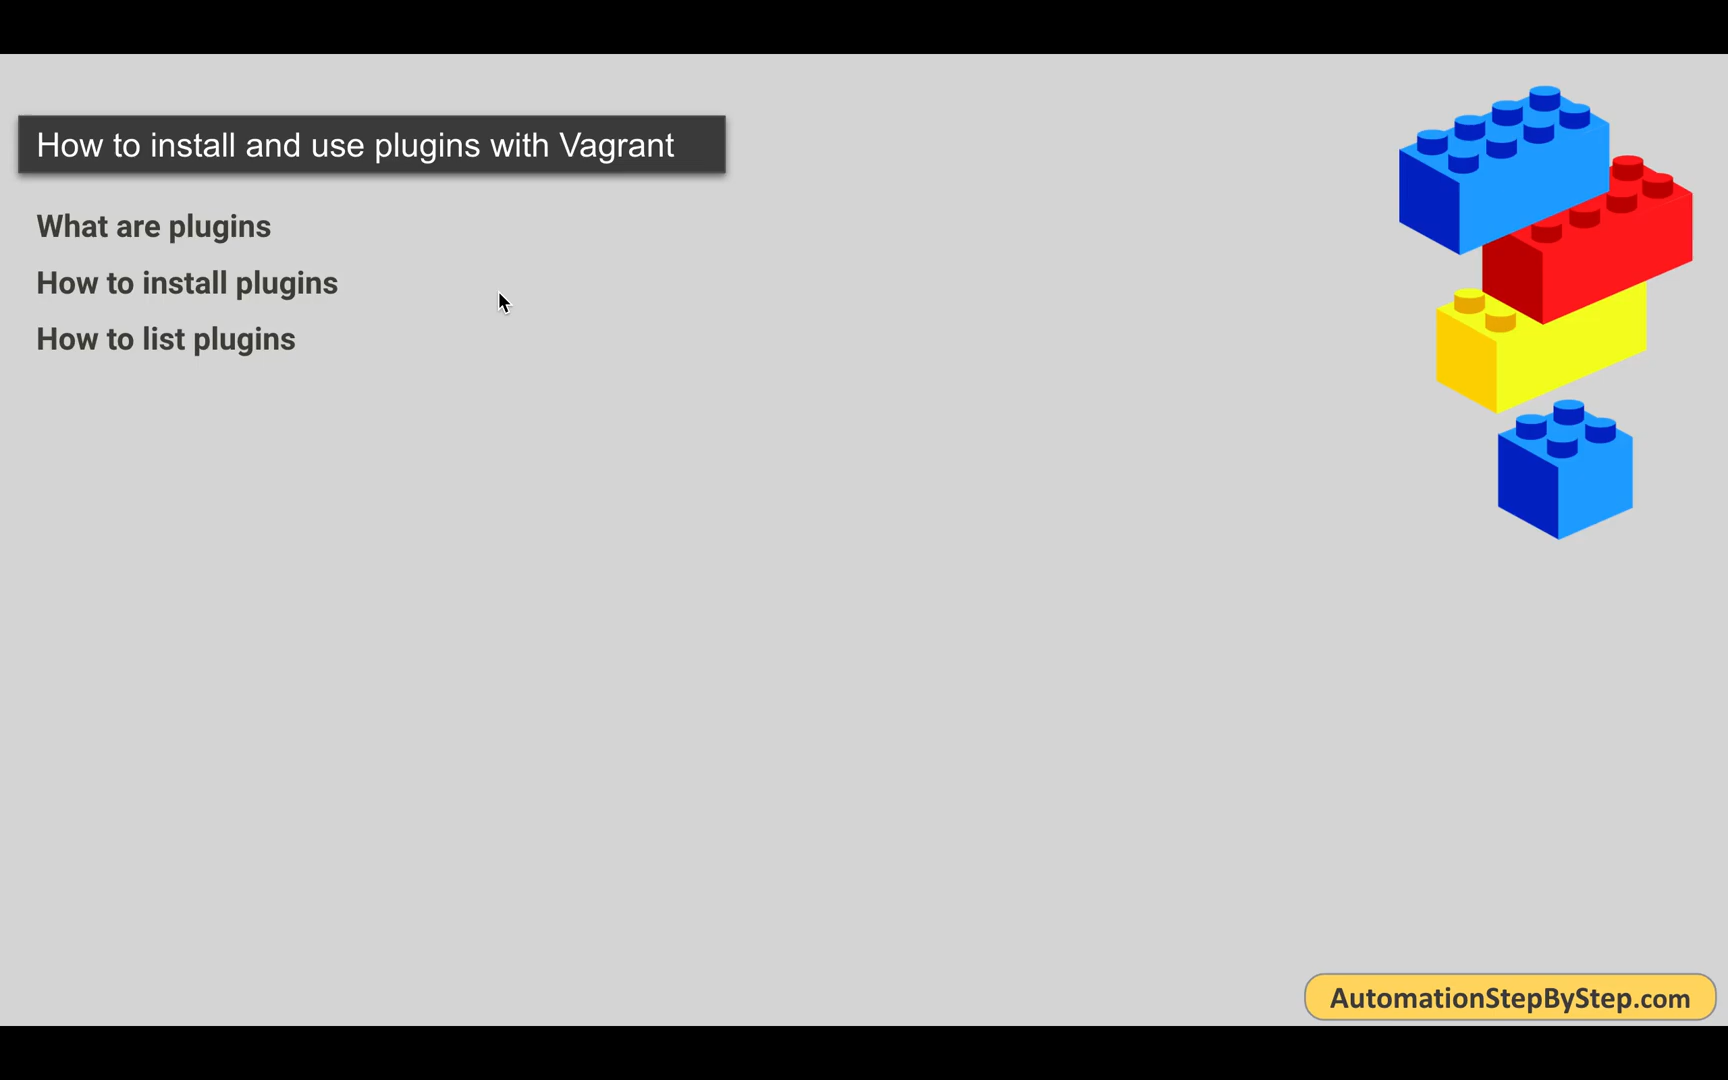 How to install and use plugins with Vagrant
What are plugins
How to install plugins
How to list plugins
AutomationStepByStep.com